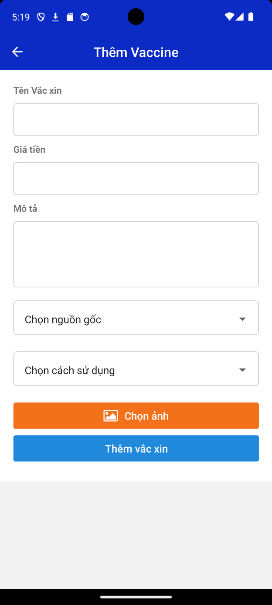 5:19
Thêm Vaccine
Tên Vắc xin
Giá tiền
Mô tả
Chọn nguồn gốc
Chọn cách sử dụng
Chọn ảnh
Thêm vắc xin